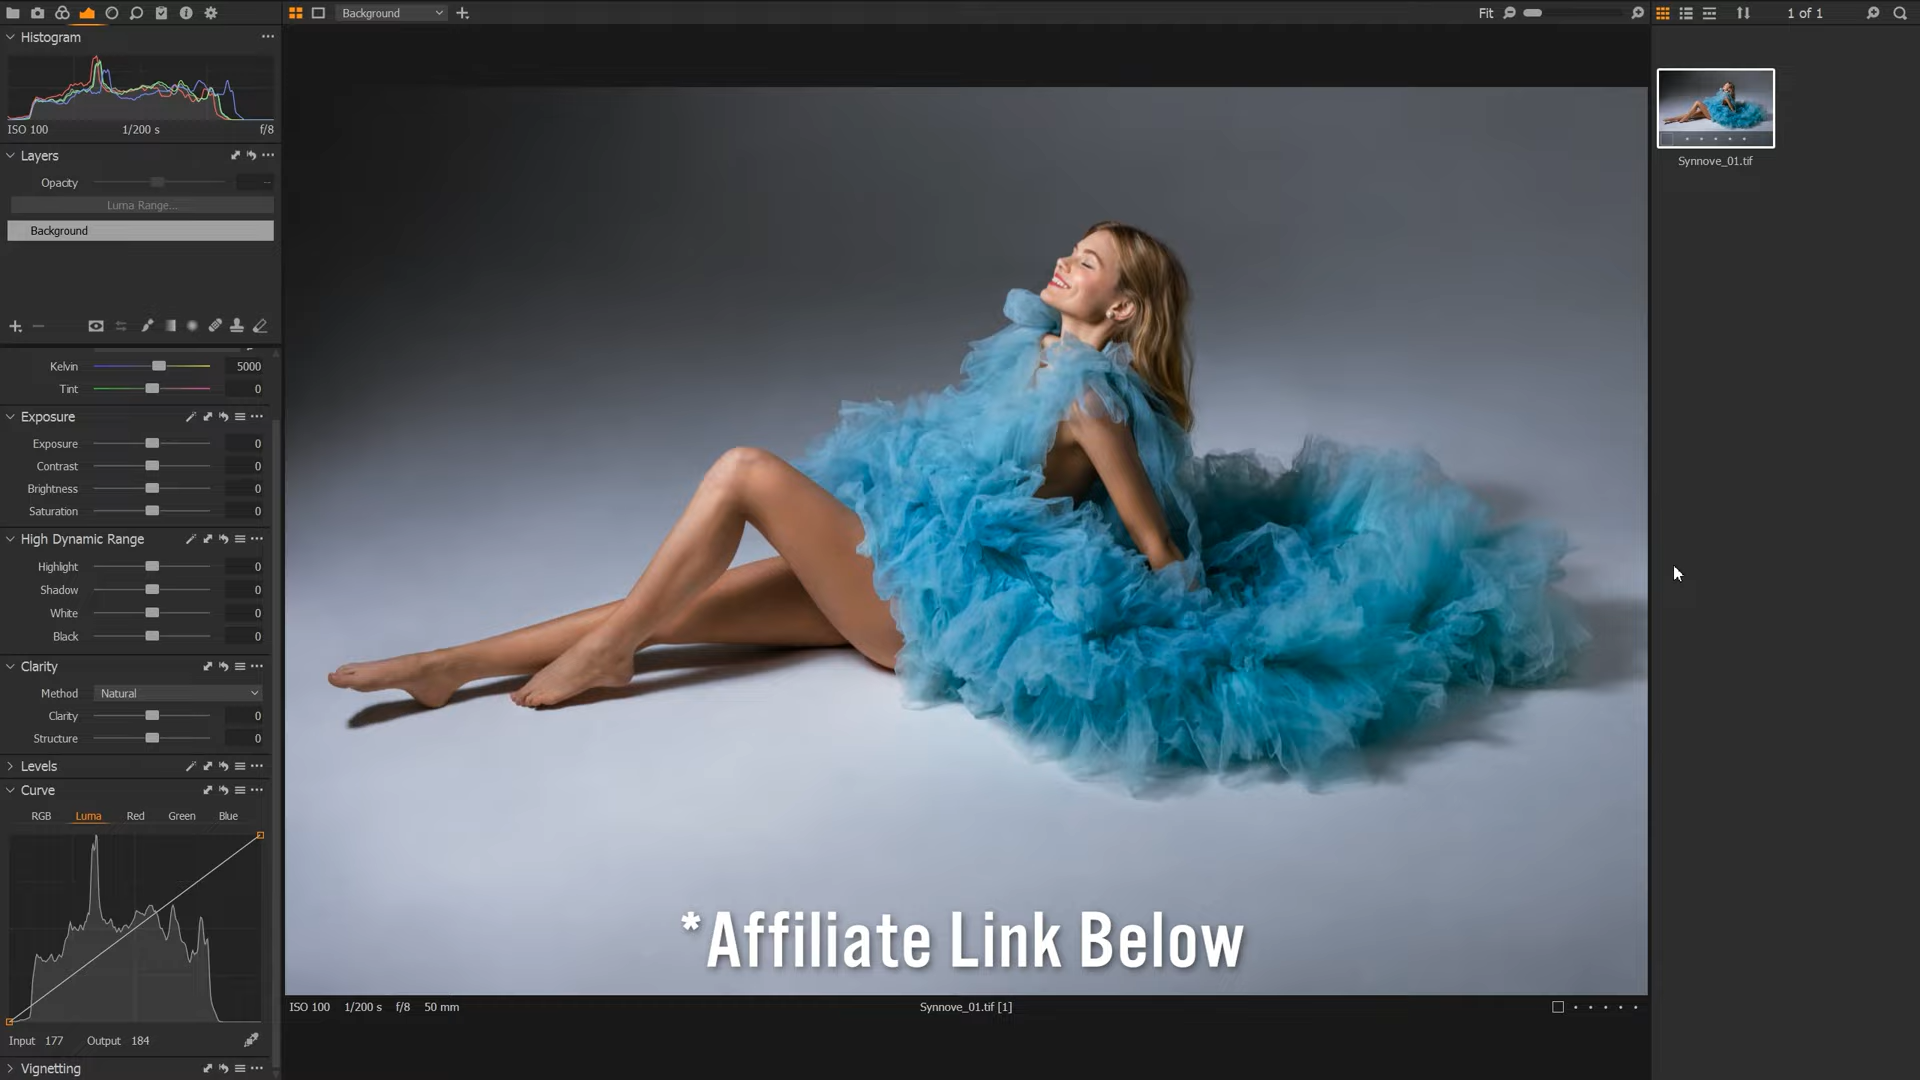 Background
Fit
1 of 1
Histogram
ISO 100 1/200 s f/8
Layers
Opacity --
Luma Range...
Background
Kelvin 5000
Tint 0
Exposure
Exposure 0
Contrast 0
Brightness 0
Saturation 0
High Dynamic Range
Highlight 0
Shadow 0
White 0
Black 0
Clarity
Method Natural
Clarity 0
Structure 0
Levels
Curve
RGB Luma Red Green Blue
Input 177 Output 184
Vignetting
*Affiliate Link Below
ISO 100 1/200 s f/8 50 mm
Synnove_01.tif [1]
Synnove_01.tif